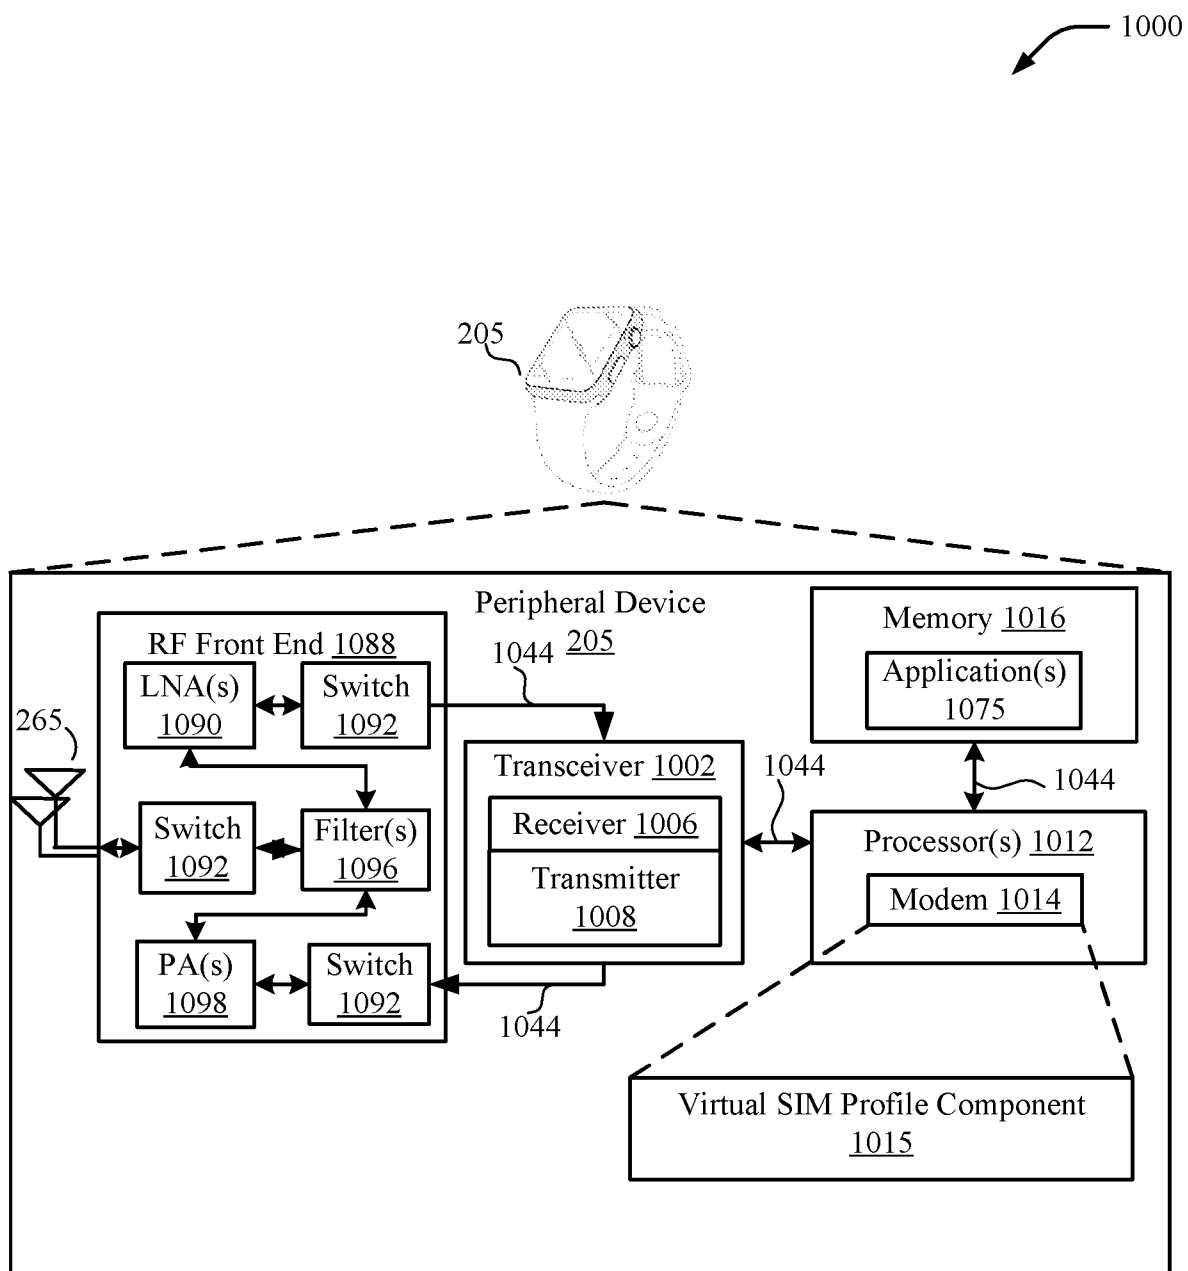 1000
205
Peripheral Device
205
RF Front End 1088
LNA(s)
1090
Switch
1092
1044
Memory 1016
Application(s)
1075
265
Transceiver 1002
Receiver 1006
Transmitter
1008
1044
1044
Switch
1092
Filter(s)
1096
Processor(s) 1012
Modem 1014
PA(s)
1098
Switch
1092
1044
Virtual SIM Profile Component
1015